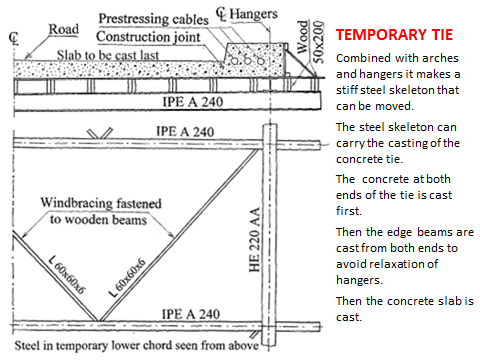 ℄ Hangers
Prestressing cables
℄
Road
Construction joint
Slab to be cast last
Wood
50x200
IPE A 240
IPE A 240
Windbracing fastened
to wooden beams
L 60x60x6
L 60x60x6
HE 220 AA
IPE A 240
Steel in temporary lower chord seen from above
TEMPORARY TIE
Combined with arches
and hangers it makes a
stiff steel skeleton that
can be moved.
The steel skeleton can
carry the casting of the
concrete tie.
The concrete at both
ends of the tie is cast
first.
Then the edge beams are
cast from both ends to
avoid relaxation of
hangers.
Then the concrete slab is
cast.